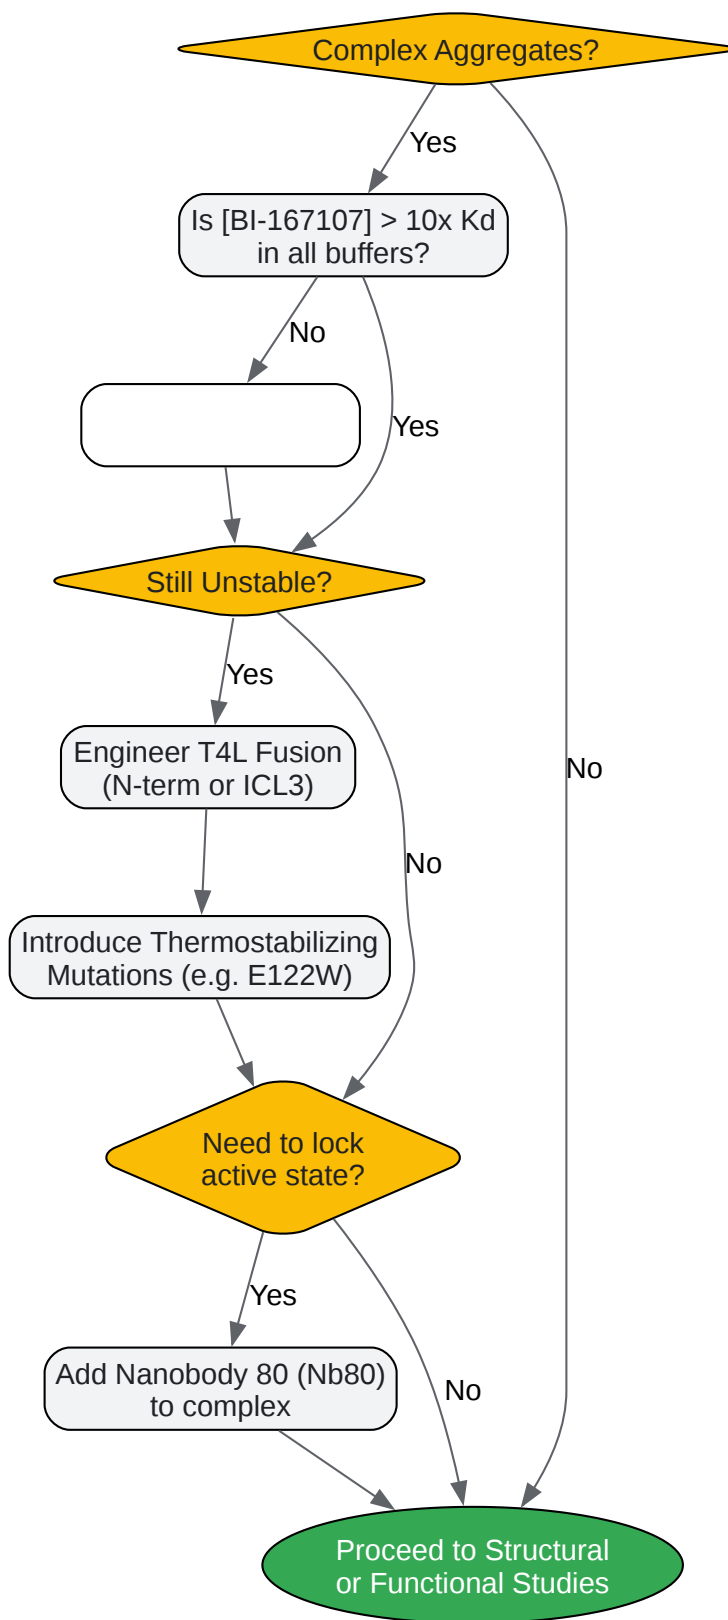 Complex Aggregates?
Yes
Is [BI-167107] > 10x Kd
in all buffers?
No
Yes
Still Unstable?
Yes
Engineer T4L Fusion
(N-term or ICL3)
No
No
Introduce Thermostabilizing
Mutations (e.g. E122W)
Need to lock
active state?
Yes
Add Nanobody 80 (Nb80)
to complex
No
Proceed to Structural
or Functional Studies